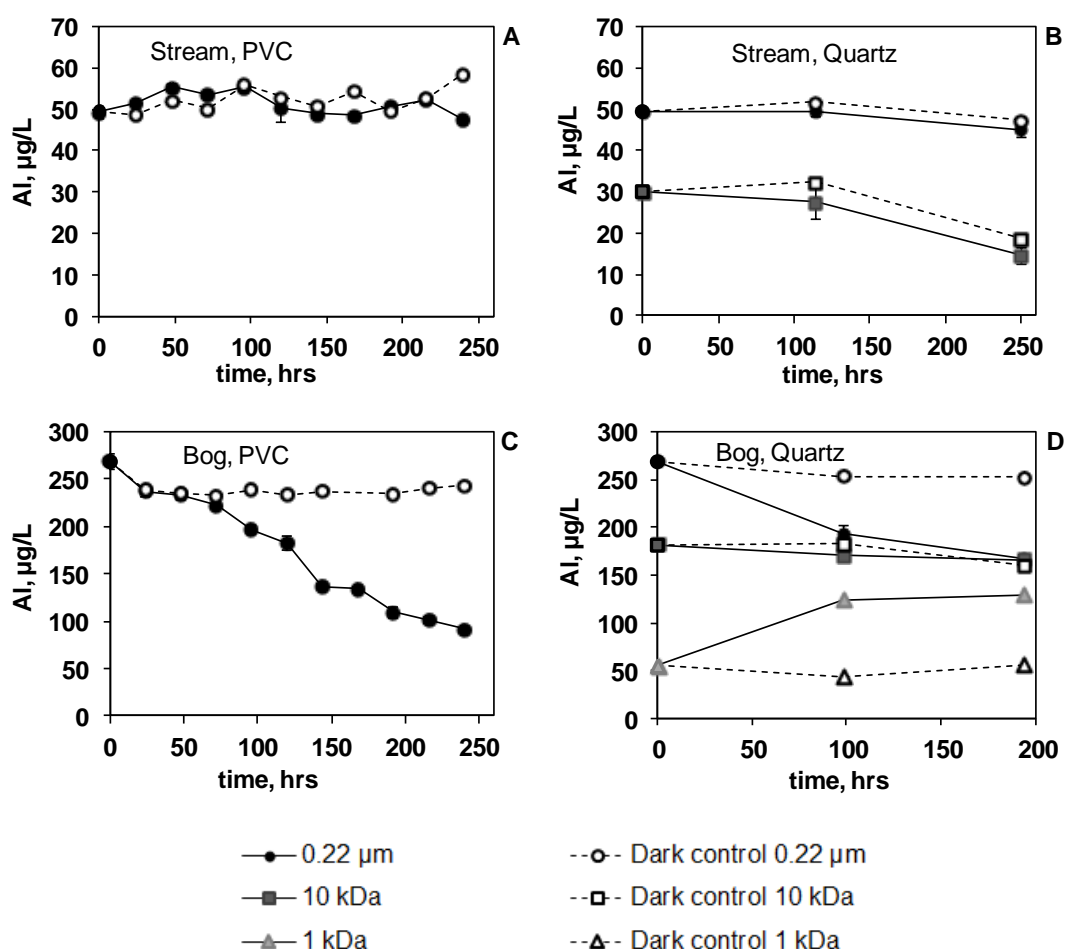 Stream, PVC
A
Al, µg/L
70
60
50
40
30
20
10
0
0 50 100 150 200 250
time, hrs
Stream, Quartz
B
Al, µg/L
70
60
50
40
30
20
10
0
0 50 100 150 200 250
time, hrs
Bog, PVC
C
Al, µg/L
300
250
200
150
100
50
0
0 50 100 150 200 250
time, hrs
Bog, Quartz
D
Al, µg/L
300
250
200
150
100
50
0
0 50 100 150 200
time, hrs
0.22 µm
Dark control 0.22 µm
10 kDa
Dark control 10 kDa
1 kDa
Dark control 1 kDa